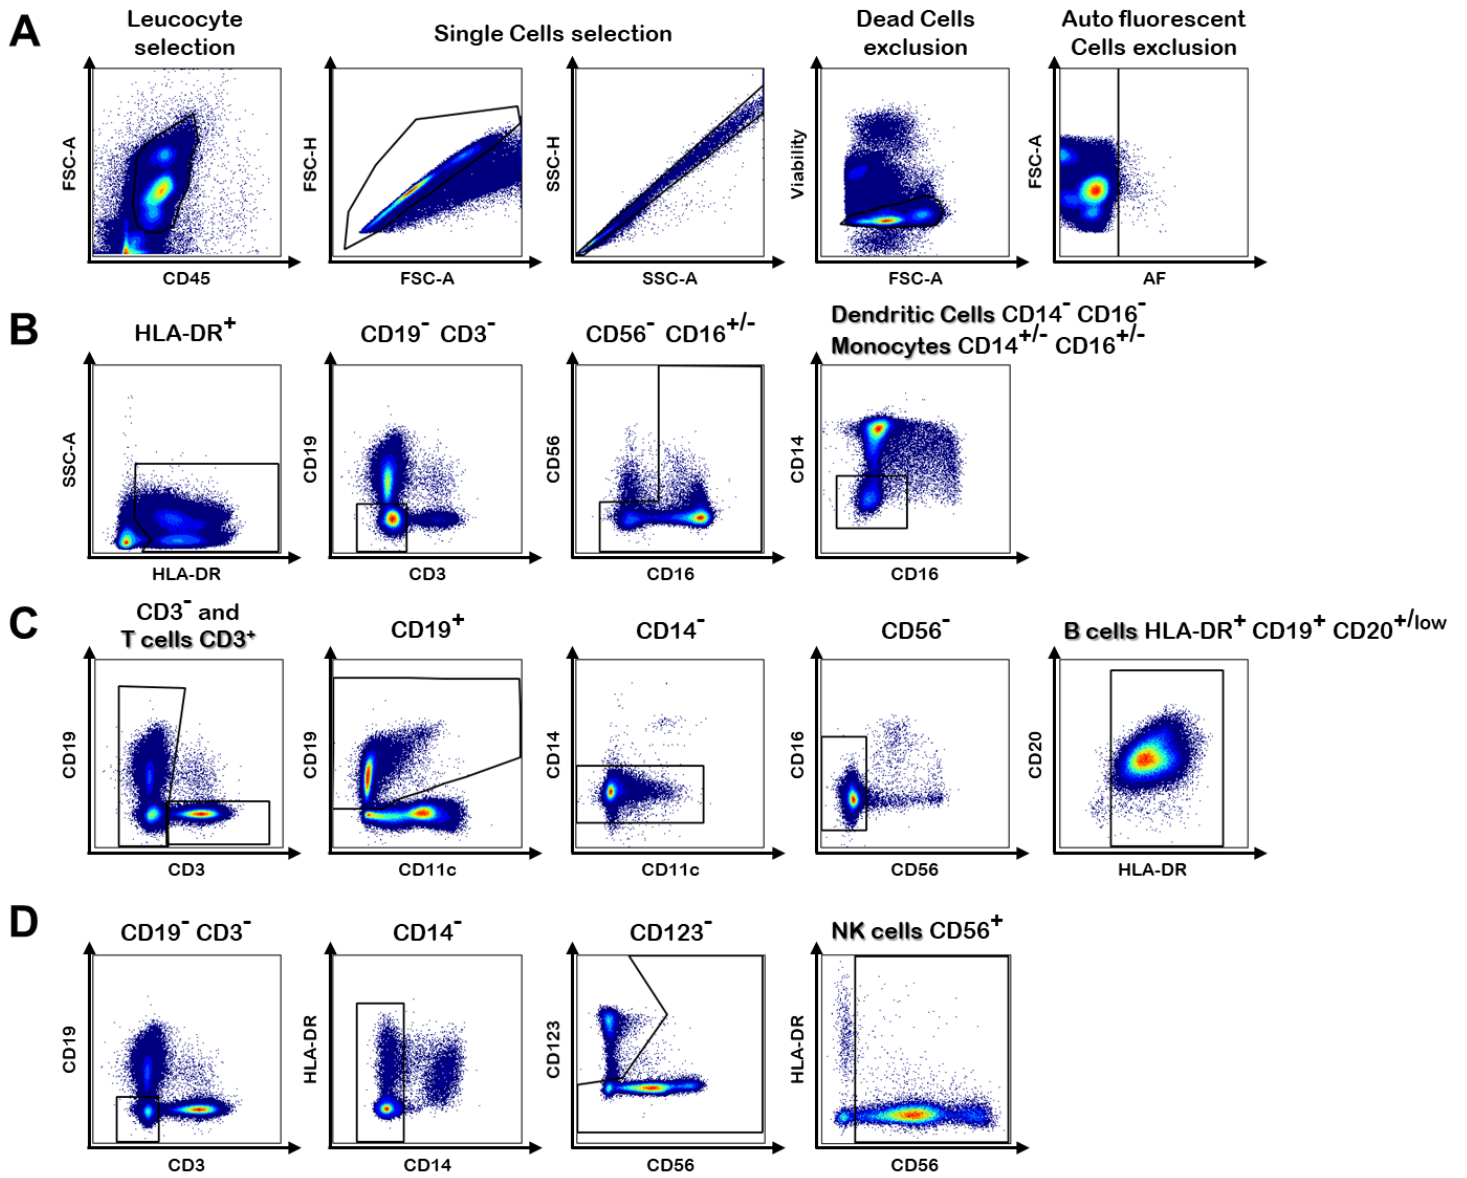 A
Leucocyte
selection
Single Cells selection
Dead Cells
exclusion
Auto fluorescent
Cells exclusion
FSC-A
CD45
FSC-H
FSC-A
SSC-H
SSC-A
Viability
FSC-A
FSC-A
AF
B
HLA-DR+
CD19- CD3-
CD56- CD16+/-
Dendritic Cells CD14- CD16-
Monocytes CD14+/- CD16+/-
SSC-A
HLA-DR
CD19
CD3
CD56
CD16
CD14
CD16
C
CD3- and
T cells CD3+
CD19+
CD14-
CD56-
B cells HLA-DR+ CD19+ CD20+/low
CD19
CD3
CD19
CD11c
CD14
CD11c
CD16
CD56
CD20
HLA-DR
D
CD19- CD3-
CD14-
CD123-
NK cells CD56+
CD19
CD3
HLA-DR
CD14
CD123
CD56
HLA-DR
CD56